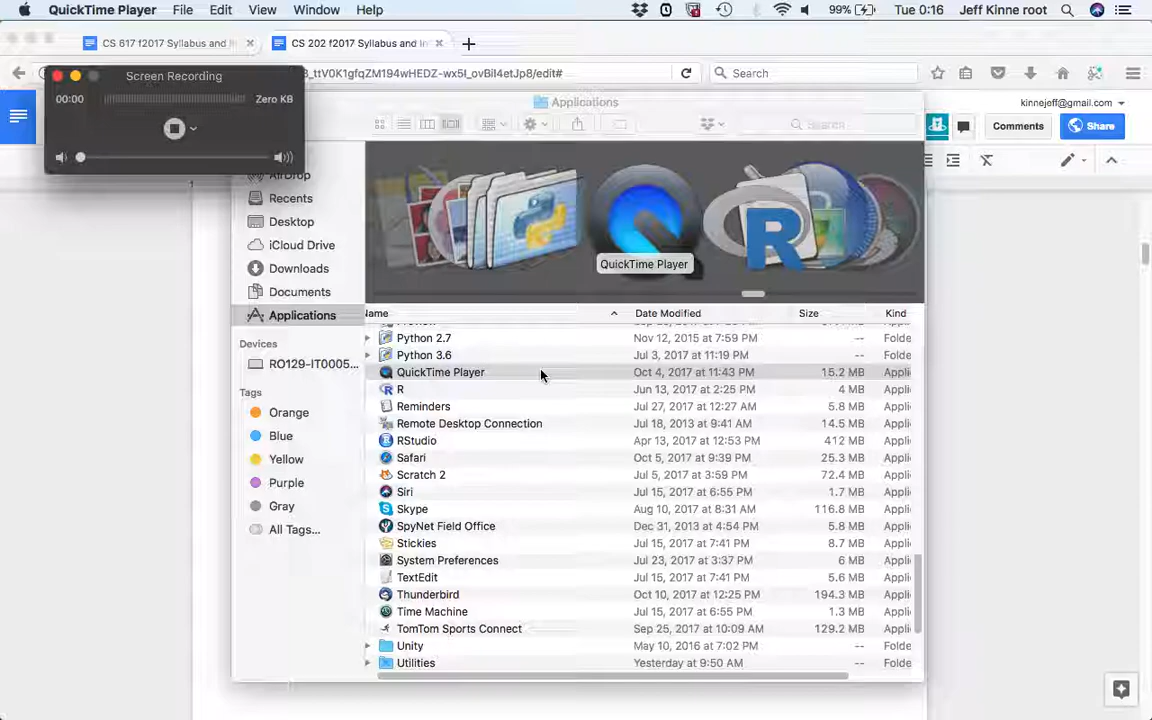 QuickTime Player File Edit View Window Help 99% Tue 0:16 Jeff Kinne root
CS 617 f2017 Syllabus and CS 202 f2017 Syllabus and
_ttV0K1gfqZM194wHEDZ-wx5I_ovBiI4etJp8/edit# Search
Screen Recording
00:00 Zero KB
Applications
kinnejeff@gmail.com
Search
Comments Share
1
AirDrop
Recents
Desktop
iCloud Drive
Downloads
Documents
Applications
Devices
RO129-IT0005...
Tags
Orange
Blue
Yellow
Purple
Gray
All Tags...
R
QuickTime Player
Name Date Modified Size Kind
Python 2.7 Nov 12, 2015 at 7:59 PM -- Folde
Python 3.6 Jul 3, 2017 at 11:19 PM -- Folde
QuickTime Player Oct 4, 2017 at 11:43 PM 15.2 MB Appli
R Jun 13, 2017 at 2:25 PM 4 MB Appli
Reminders Jul 27, 2017 at 12:27 AM 5.8 MB Appli
Remote Desktop Connection Jul 18, 2013 at 9:41 AM 14.5 MB Appli
RStudio Apr 13, 2017 at 12:53 PM 412 MB Appli
Safari Oct 5, 2017 at 9:39 PM 25.3 MB Appli
Scratch 2 Jul 5, 2017 at 3:59 PM 72.4 MB Appli
Siri Jul 15, 2017 at 6:55 PM 1.7 MB Appli
Skype Aug 10, 2017 at 8:31 AM 116.8 MB Appli
SpyNet Field Office Dec 31, 2013 at 4:54 PM 5.8 MB Appli
Stickies Jul 15, 2017 at 7:41 PM 8.7 MB Appli
System Preferences Jul 23, 2017 at 3:37 PM 6 MB Appli
TextEdit Jul 15, 2017 at 7:41 PM 5.6 MB Appli
Thunderbird Oct 10, 2017 at 12:25 PM 194.3 MB Appli
Time Machine Jul 15, 2017 at 6:55 PM 1.3 MB Appli
TomTom Sports Connect Sep 25, 2017 at 10:09 AM 129.2 MB Appli
Unity May 10, 2016 at 7:02 PM -- Folde
Utilities Yesterday at 9:50 AM -- Folde